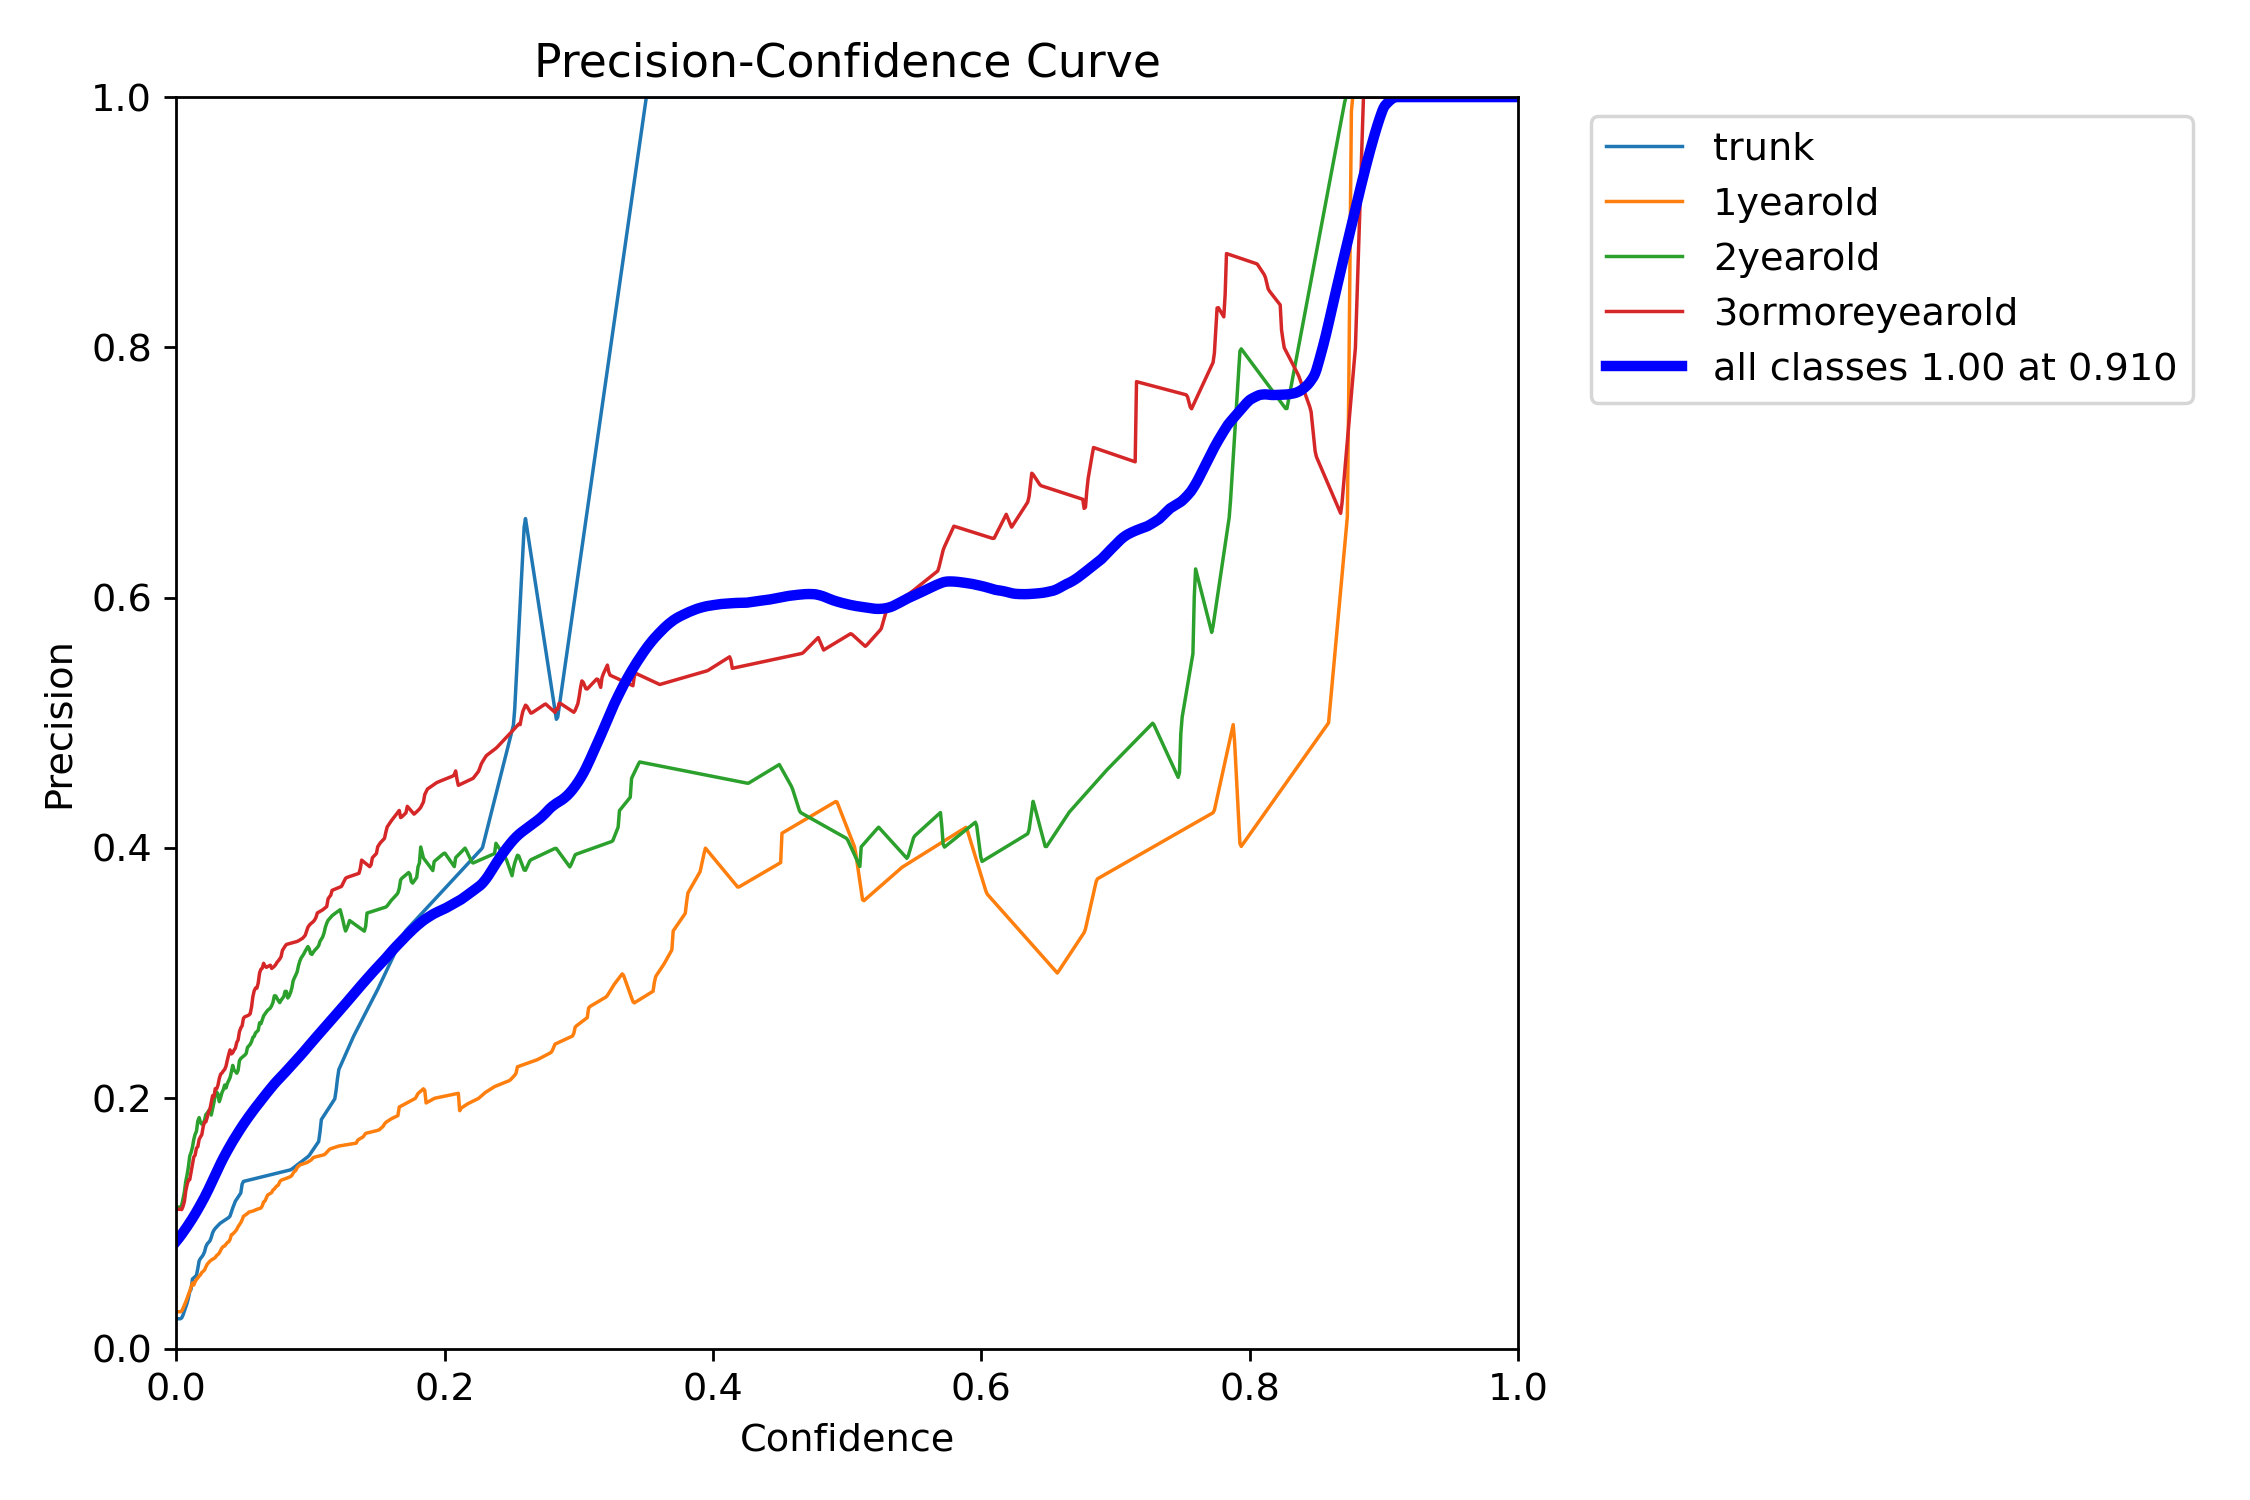 Precision-Confidence Curve
1.0
0.8
0.6
0.4
0.2
0.0
Precision
0.0 0.2 0.4 0.6 0.8 1.0
Confidence
trunk
1yearold
2yearold
3ormoreyearold
all classes 1.00 at 0.910